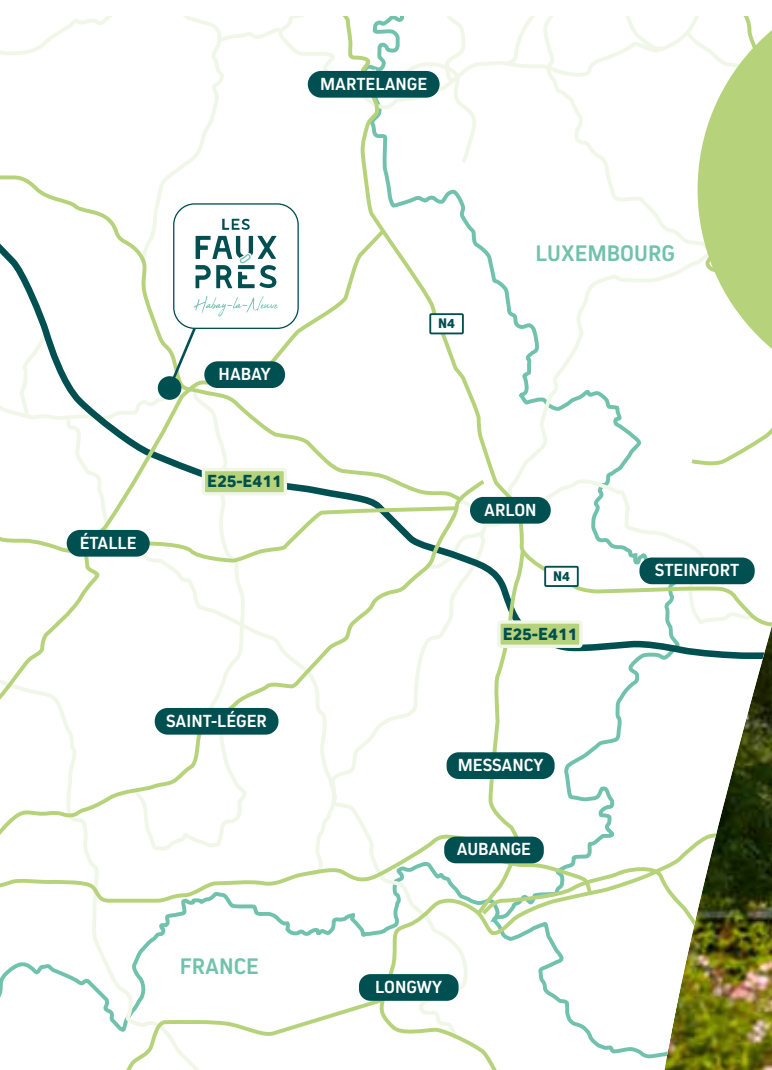 MARTELANGE
LES
FAUX
PRÉS
Habay-la-Neuve
LUXEMBOURG
N4
HABAY
E25-E411
ARLON
ÉTALLE
N4
STEINFORT
E25-E411
SAINT-LÉGER
MESSANCY
AUBANGE
FRANCE
LONGWY